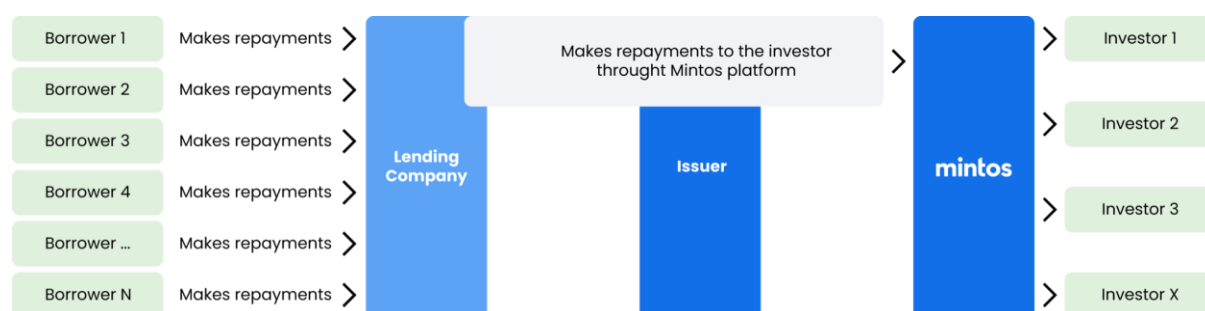 Borrower 1
Makes repayments
Makes repayments to the investor
throught Mintos platform
Investor 1
Borrower 2
Makes repayments
Investor 2
Borrower 3
Makes repayments
Lending
Company
Issuer
mintos
Borrower 4
Makes repayments
Investor 3
Borrower ...
Makes repayments
Borrower N
Makes repayments
Investor X